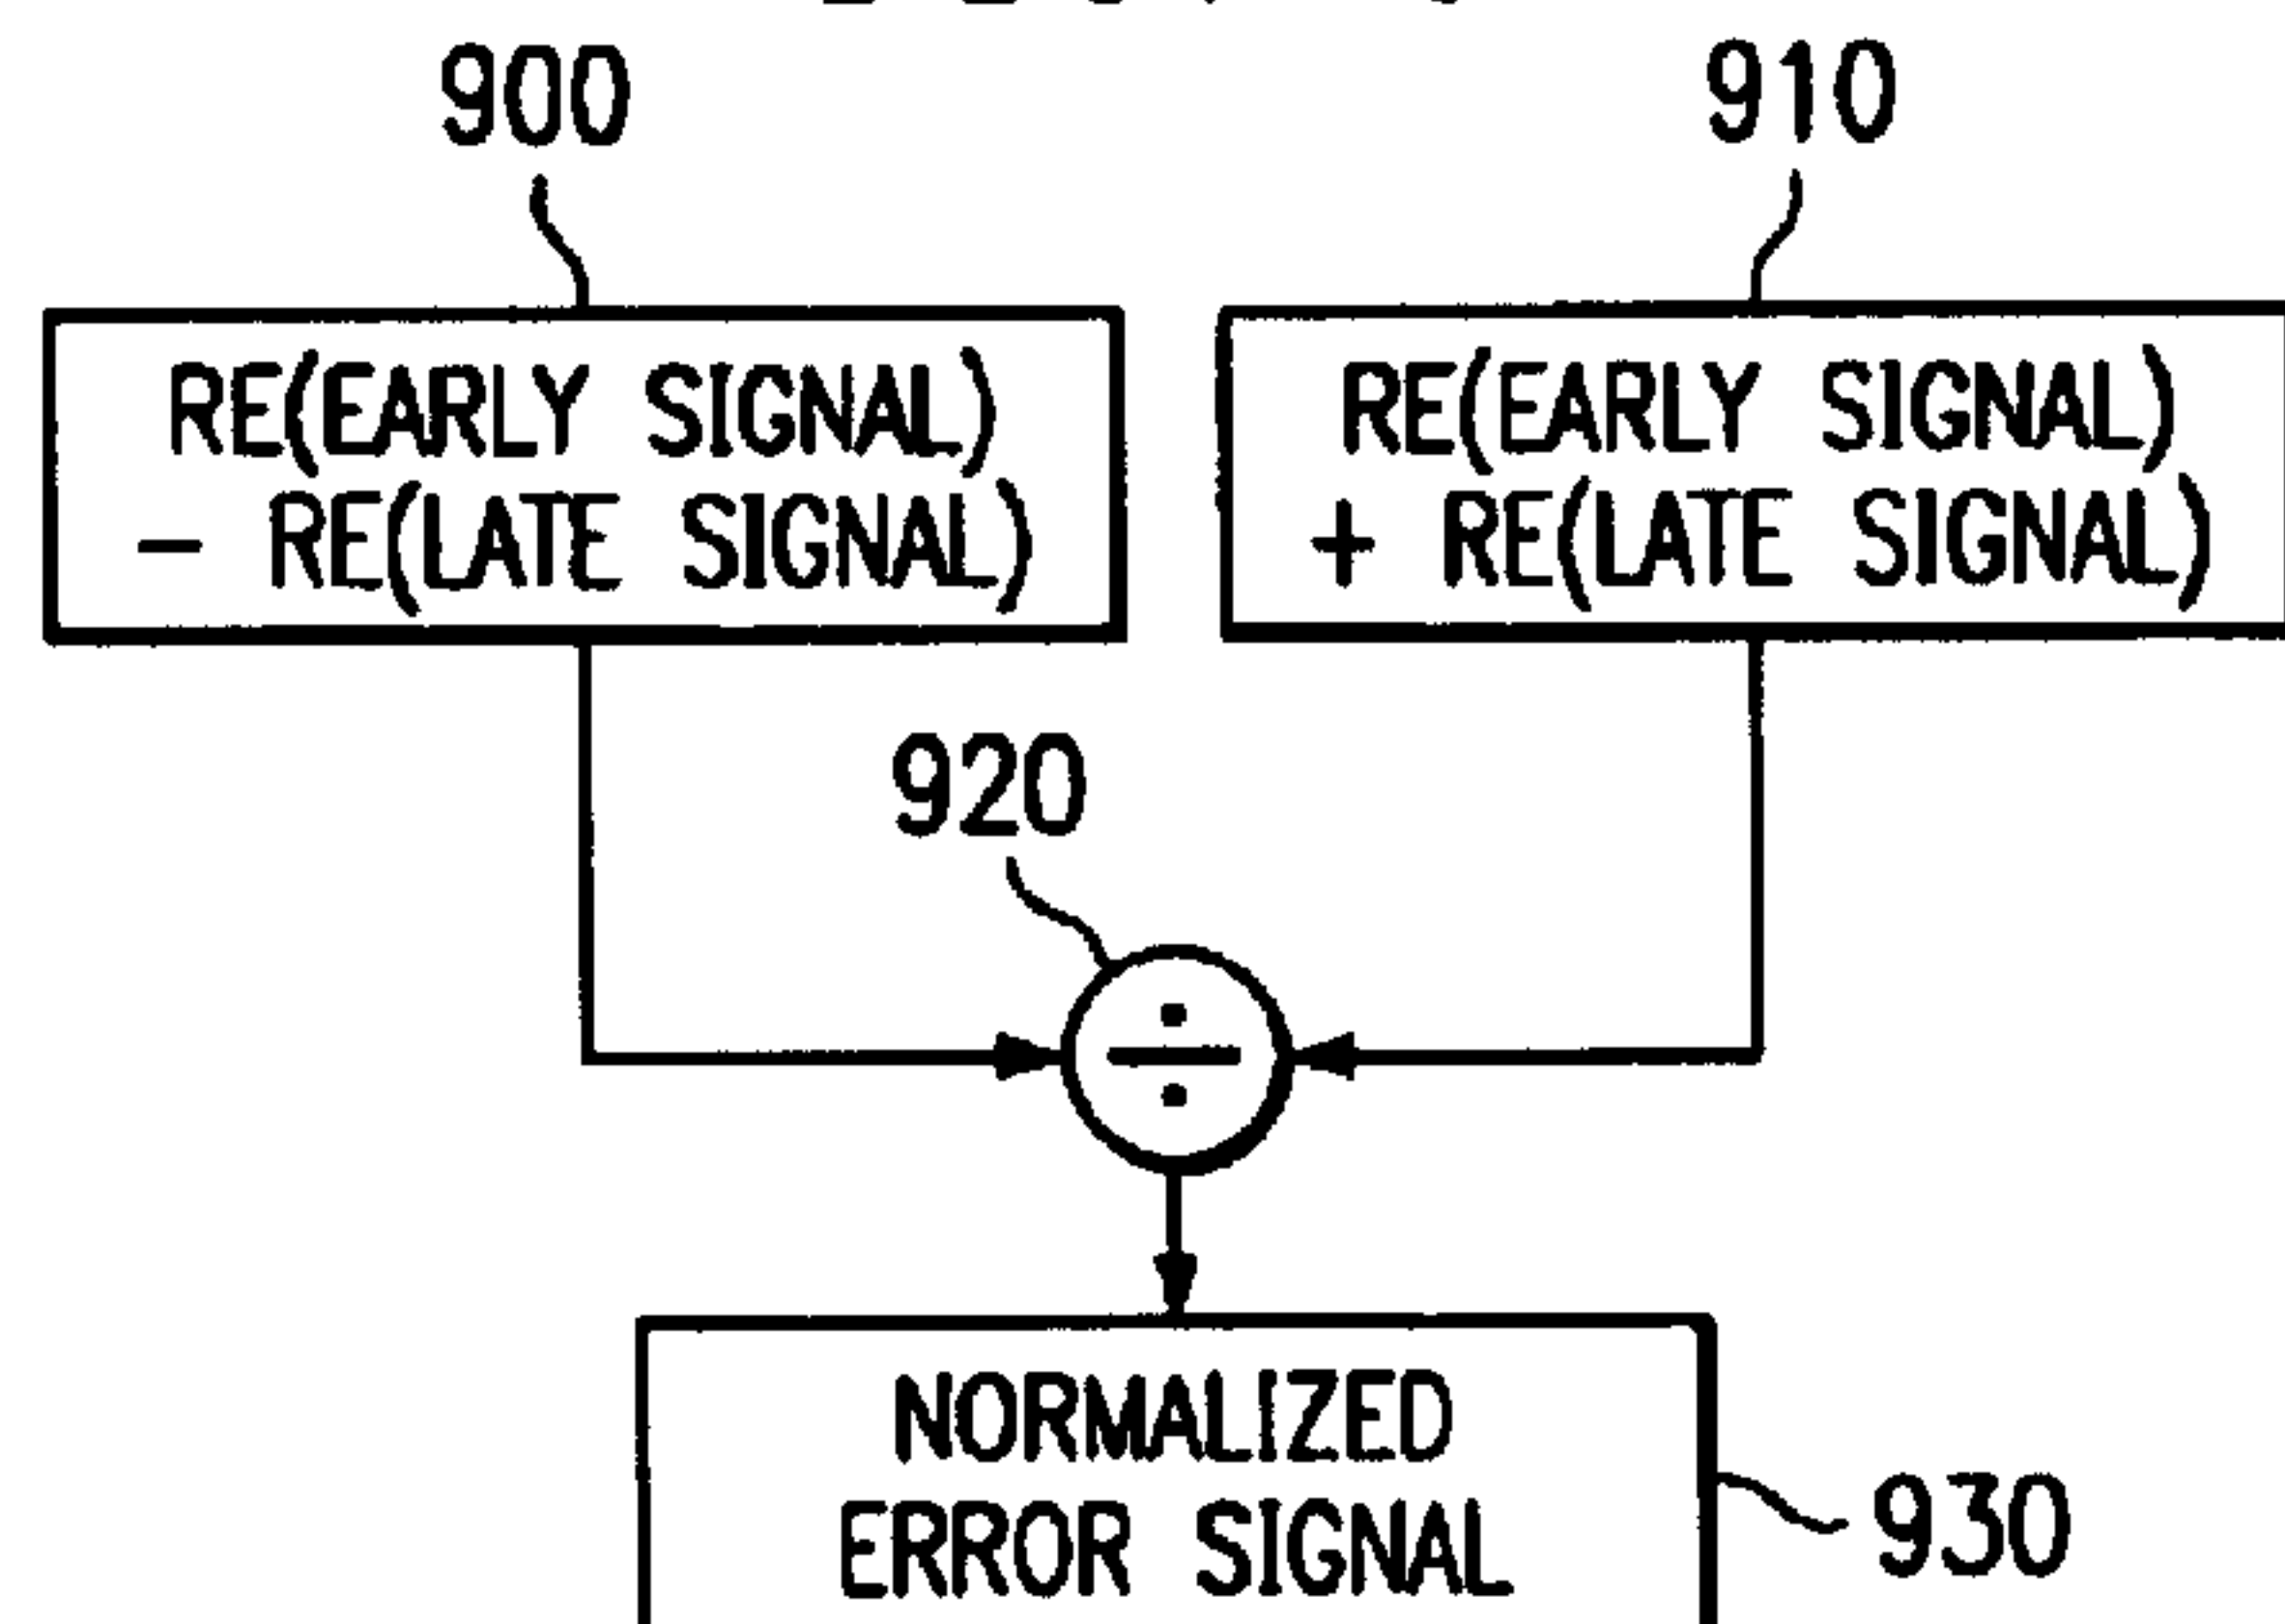 900
910
RE(EARLY SIGNAL)
- RE(LATE SIGNAL)
RE(EARLY SIGNAL)
+ RE(LATE SIGNAL)
920
÷
NORMALIZED
ERROR SIGNAL
930